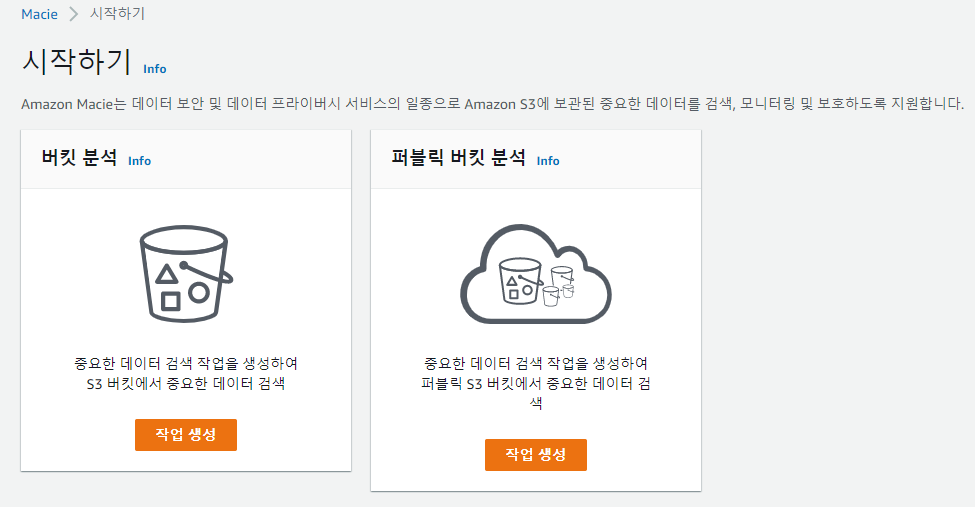 Macie 시작하기
시작하기 Info
Amazon Macie는 데이터 보안 및 데이터 프라이버시 서비스의 일종으로 Amazon S3에 보관된 중요한 데이터를 검색, 모니터링 및 보호하도록 지원합니다.
버킷 분석 Info
중요한 데이터 검색 작업을 생성하여
S3 버킷에서 중요한 데이터 검색
작업 생성
퍼블릭 버킷 분석 Info
중요한 데이터 검색 작업을 생성하여
퍼블릭 S3 버킷에서 중요한 데이터 검
색
작업 생성